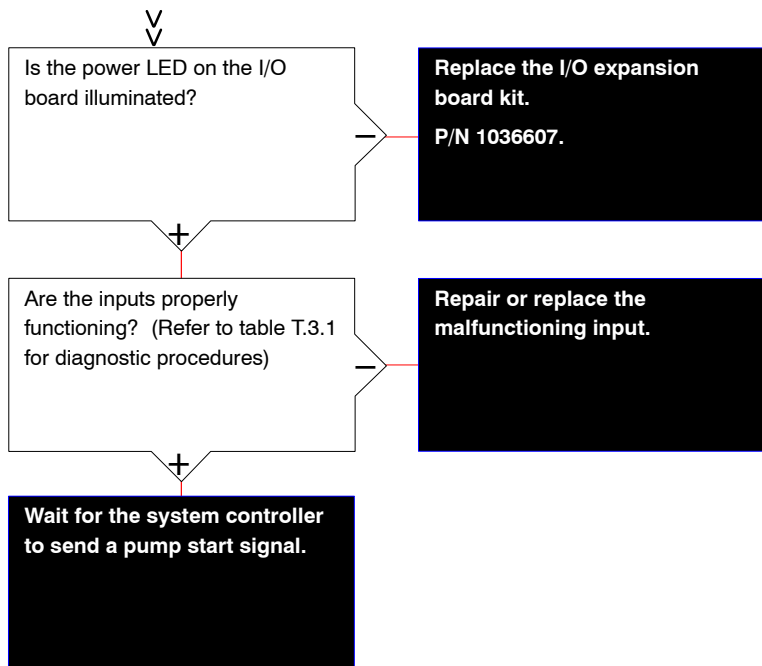 Is the power LED on the I/O
board illuminated?
Replace the I/O expansion
board kit.
P/N 1036607.
−
+
Are the inputs properly
functioning?  (Refer to table T.3.1
for diagnostic procedures)
Repair or replace the
malfunctioning input.
−
+
Wait for the system controller
to send a pump start signal.